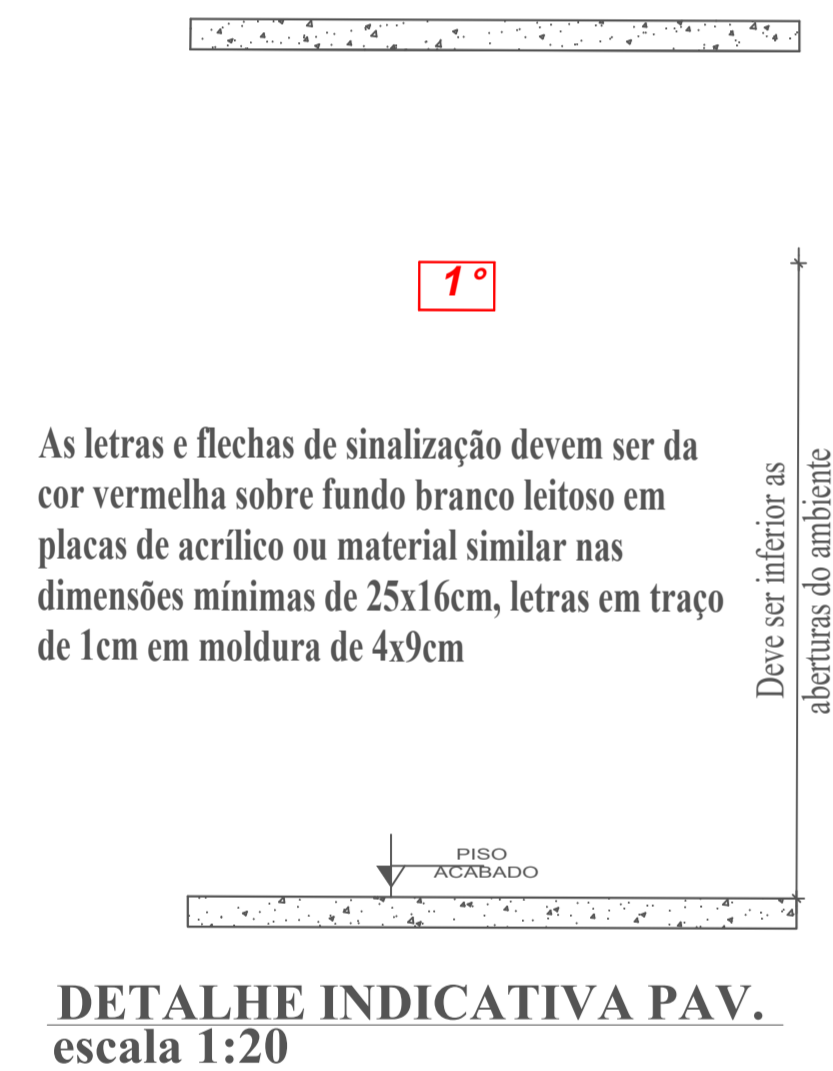 1°
As letras e flechas de sinalização devem ser da
cor vermelha sobre fundo branco leitoso em
placas de acrílico ou material similar nas
dimensões mínimas de 25x16cm, letras em traço
de 1cm em moldura de 4x9cm
Deve ser inferior as
aberturas do ambiente
PISO
ACABADO
DETALHE INDICATIVA PAV.
escala 1:20